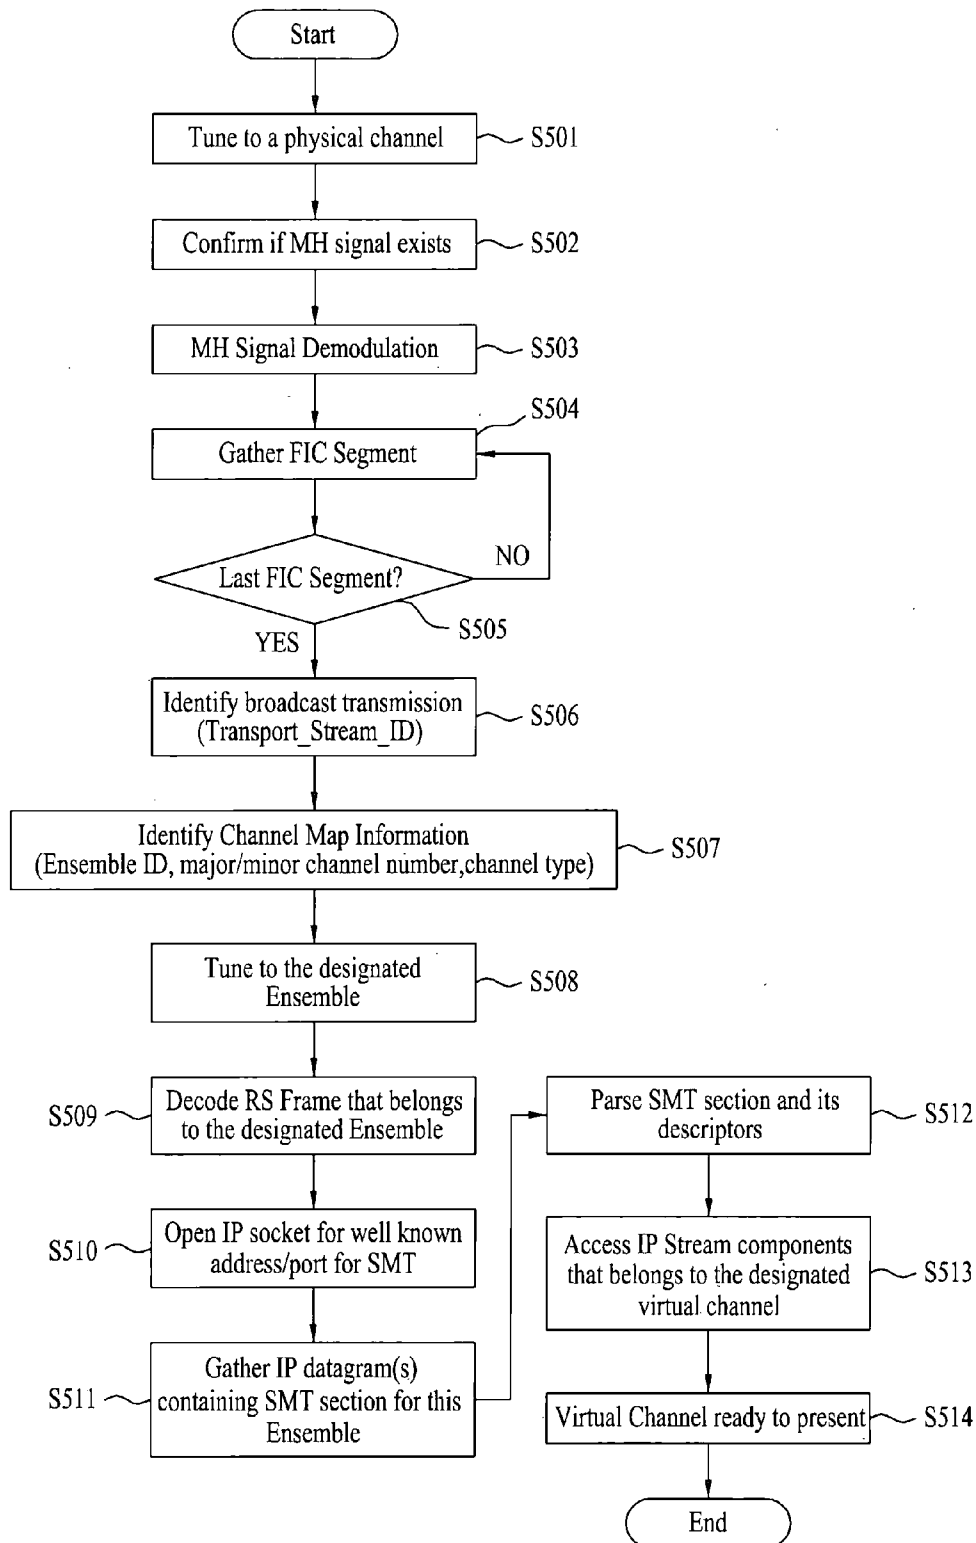 Start
Tune to a physical channel
S501
Confirm if MH signal exists
S502
MH Signal Demodulation
S503
S504
Gather FIC Segment
NO
Last FIC Segment?
S505
YES
Identify broadcast transmission
(Transport_Stream_ID)
S506
Identify Channel Map Information
(Ensemble ID, major/minor channel number,channel type)
S507
Tune to the designated
Ensemble
S508
S509
Decode RS Frame that belongs
to the designated Ensemble
S510
Open IP socket for well known
address/port for SMT
S511
Gather IP datagram(s)
containing SMT section for this
Ensemble
Parse SMT section and its
descriptors
S512
Access IP Stream components
that belongs to the designated
virtual channel
S513
Virtual Channel ready to present
S514
End